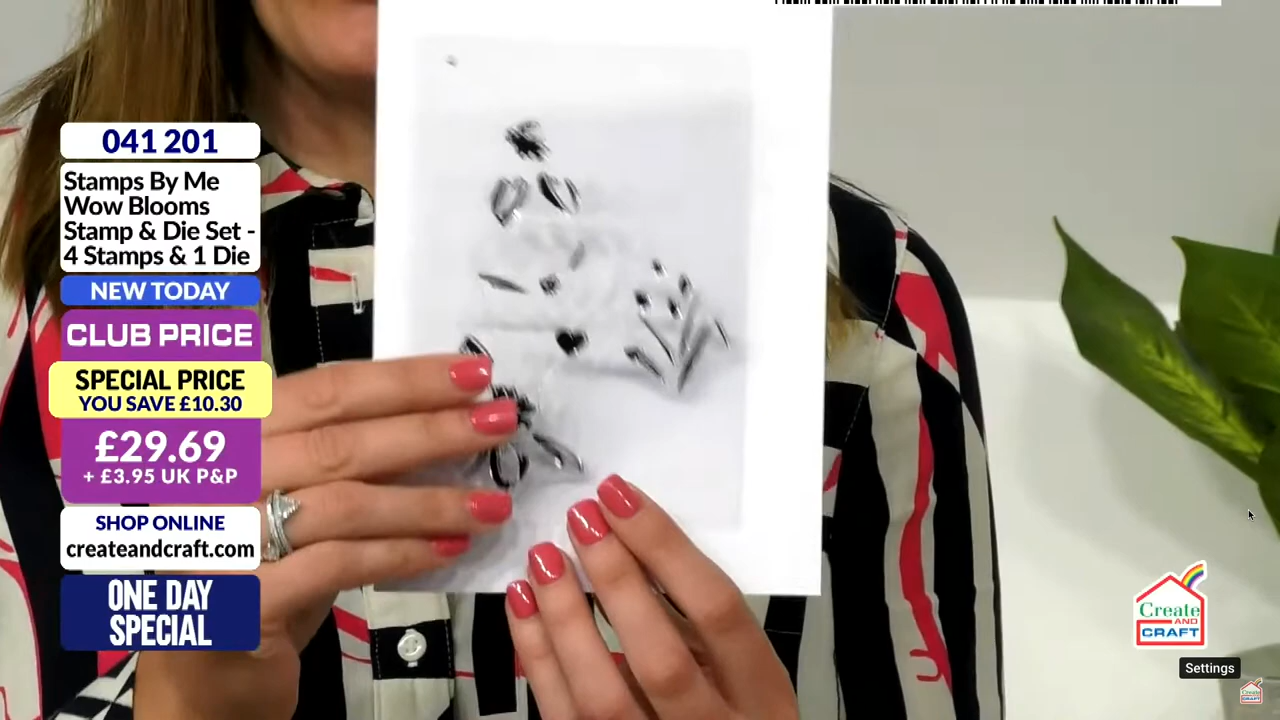 041 201
Stamps By Me
Wow Blooms
Stamp & Die Set -
4 Stamps & 1 Die
NEW TODAY
CLUB PRICE
SPECIAL PRICE
YOU SAVE £10.30
£29.69
+ £3.95 UK P&P
SHOP ONLINE
createandcraft.com
ONE DAY
SPECIAL
Create
AND
CRAFT
Settings
Create
CRAFT